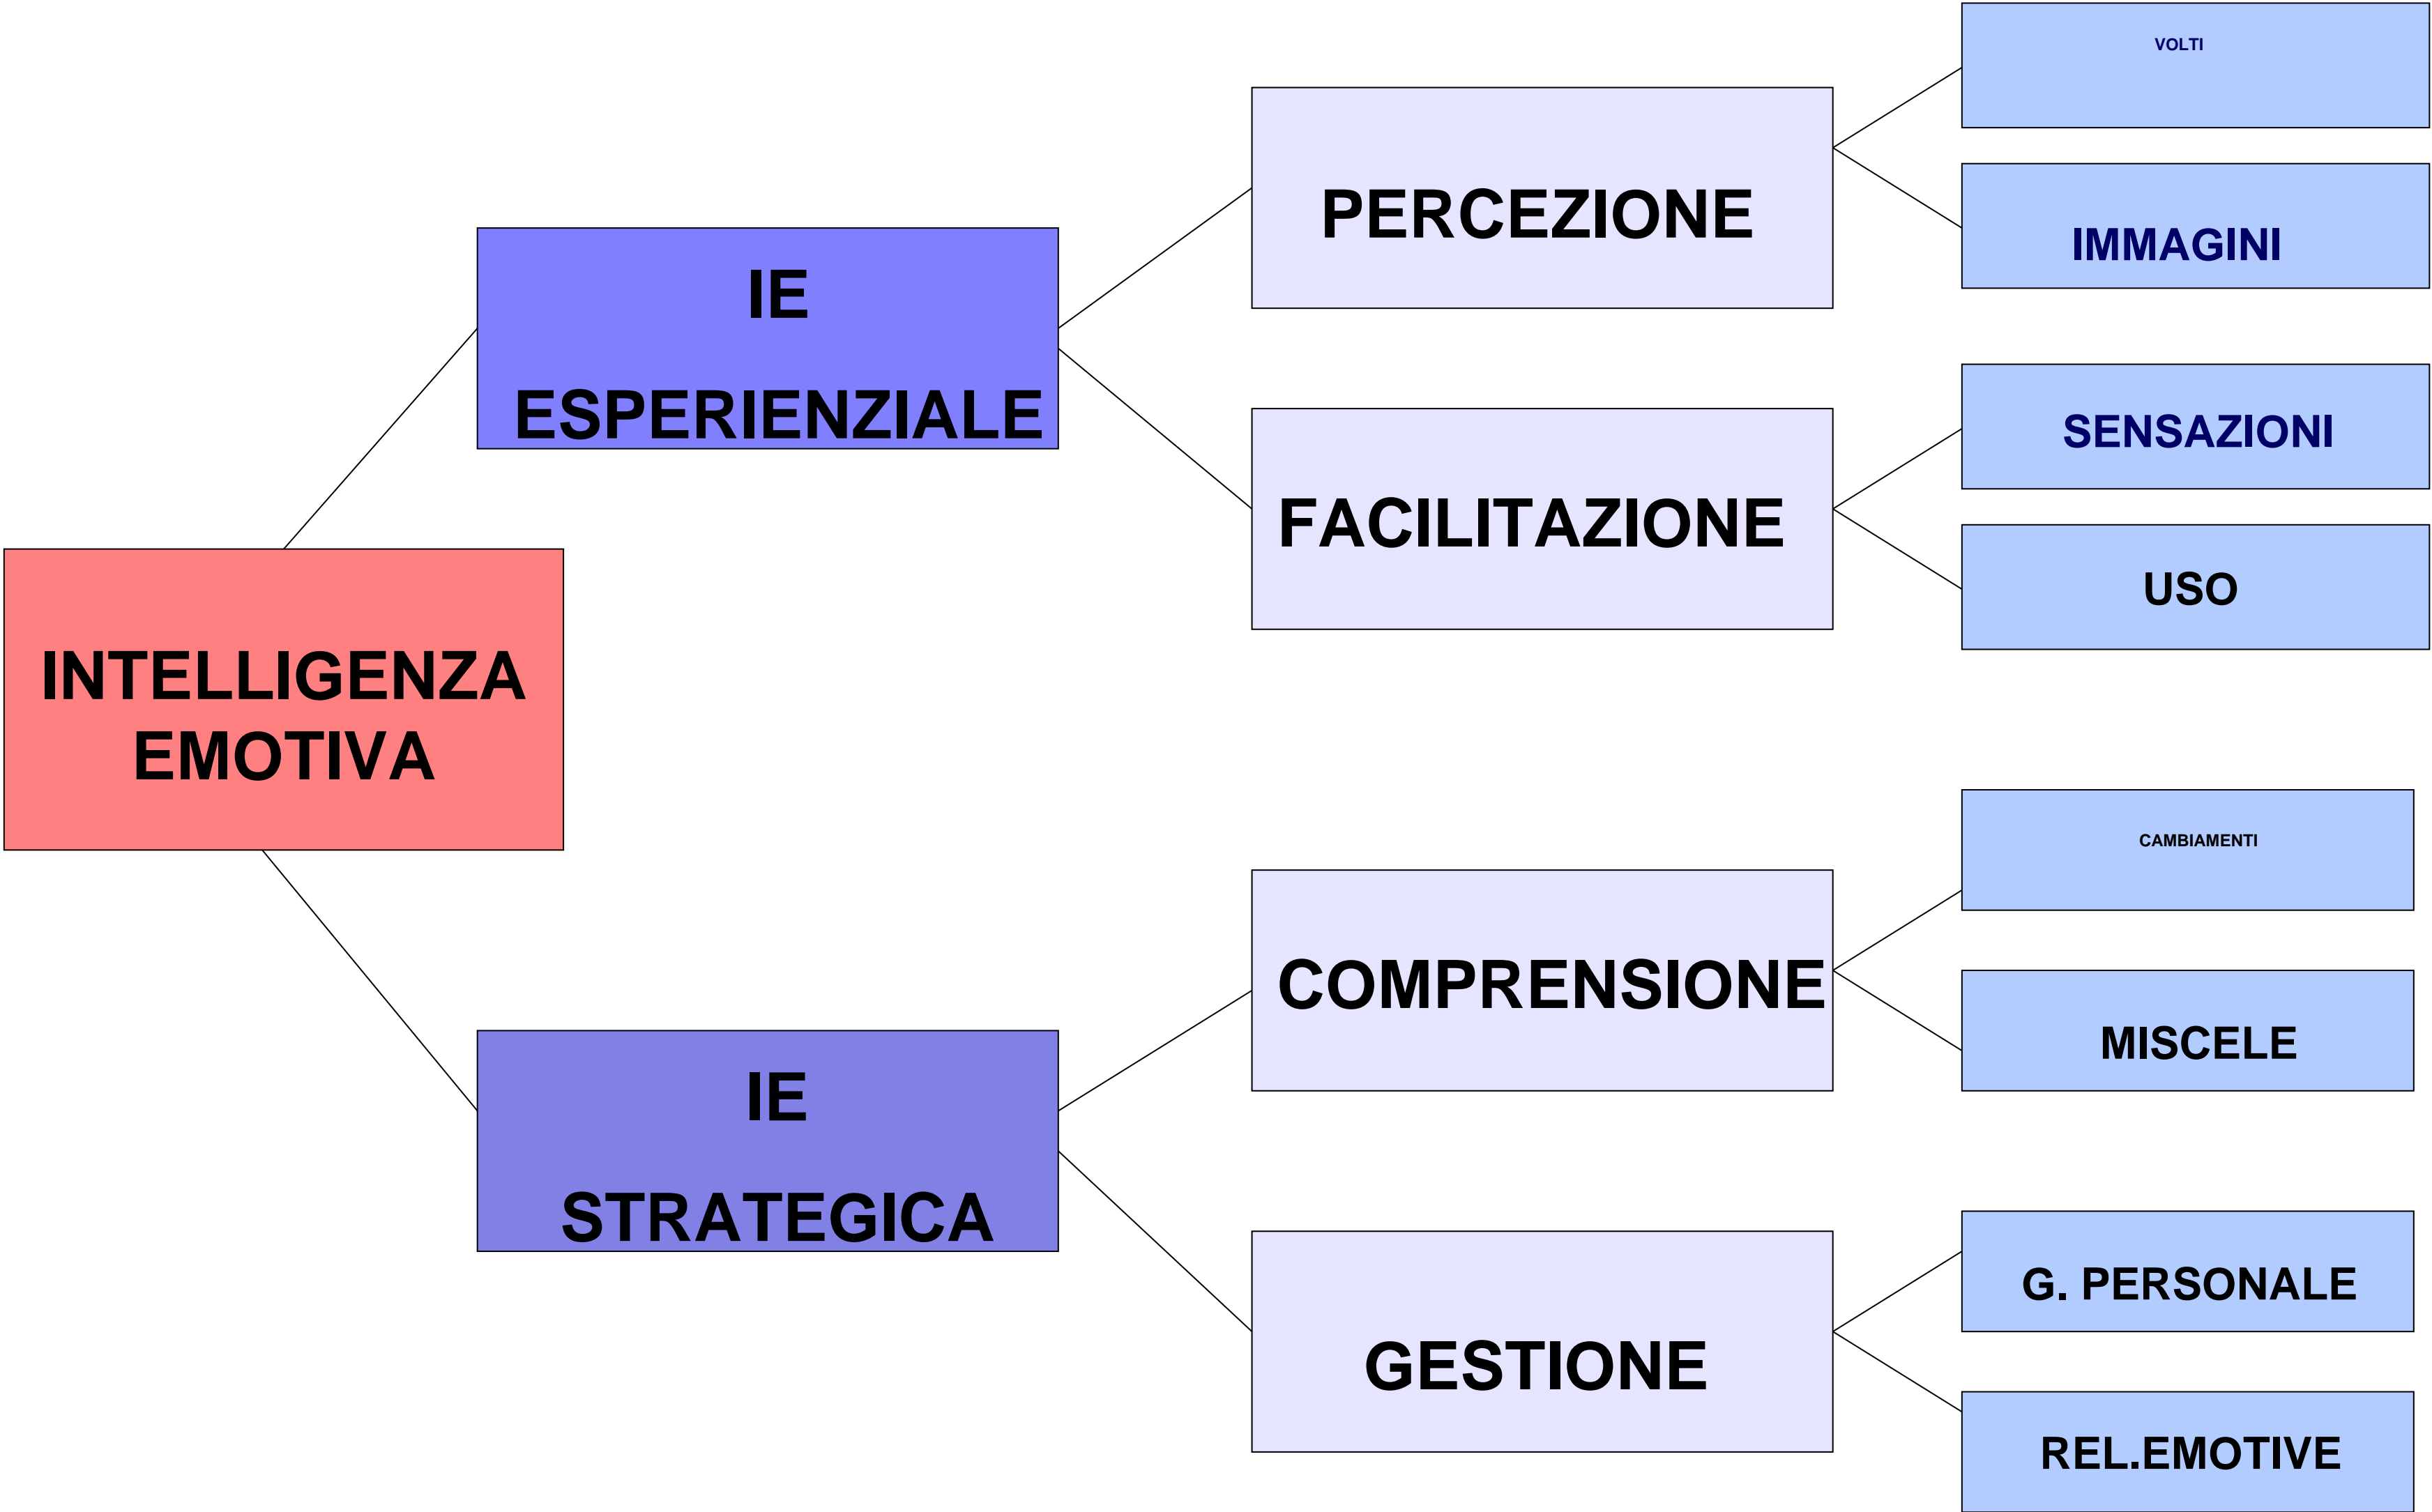 VOLTI
PERCEZIONE
IMMAGINI
IE
ESPERIENZIALE
SENSAZIONI
FACILITAZIONE
USO
INTELLIGENZA
EMOTIVA
CAMBIAMENTI
COMPRENSIONE
MISCELE
IE
STRATEGICA
G. PERSONALE
GESTIONE
REL.EMOTIVE